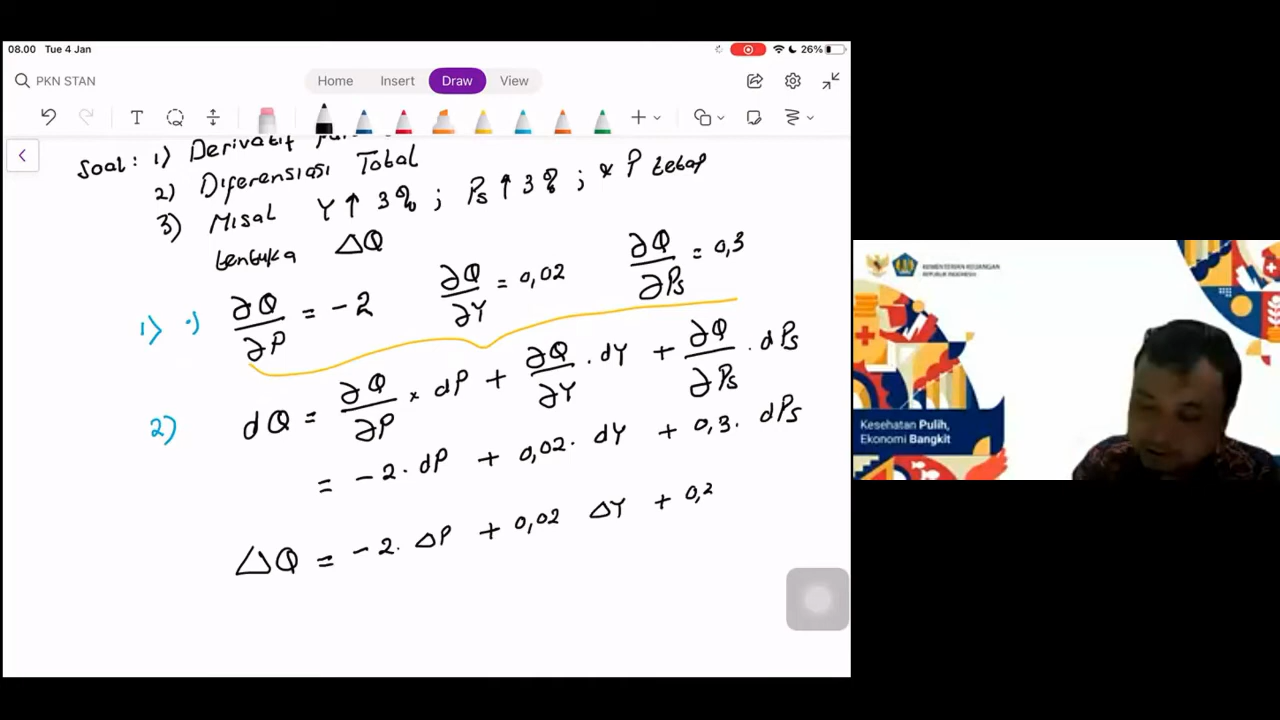 08.00 Tue 4 Jan
26%
PKN STAN
Home Insert Draw View
Soal : 1) Derivatif
2) Diferensiasi Total
3) Misal Y ↑ 3% ; Ps ↑ 3% ; & P tetap
tentuka ΔQ
1) •) ∂Q/∂P = -2 ∂Q/∂Y = 0,02 ∂Q/∂Ps = 0,3
2) dQ = ∂Q/∂P × dP + ∂Q/∂Y . dY + ∂Q/∂Ps . dPs
= -2. dP + 0,02. dY + 0,3. dPs
ΔQ = -2. ΔP + 0,02 ΔY + 0,2
KEMENTERIAN KEUANGAN
REPUBLIK INDONESIA
Kesehatan Pulih,
Ekonomi Bangkit